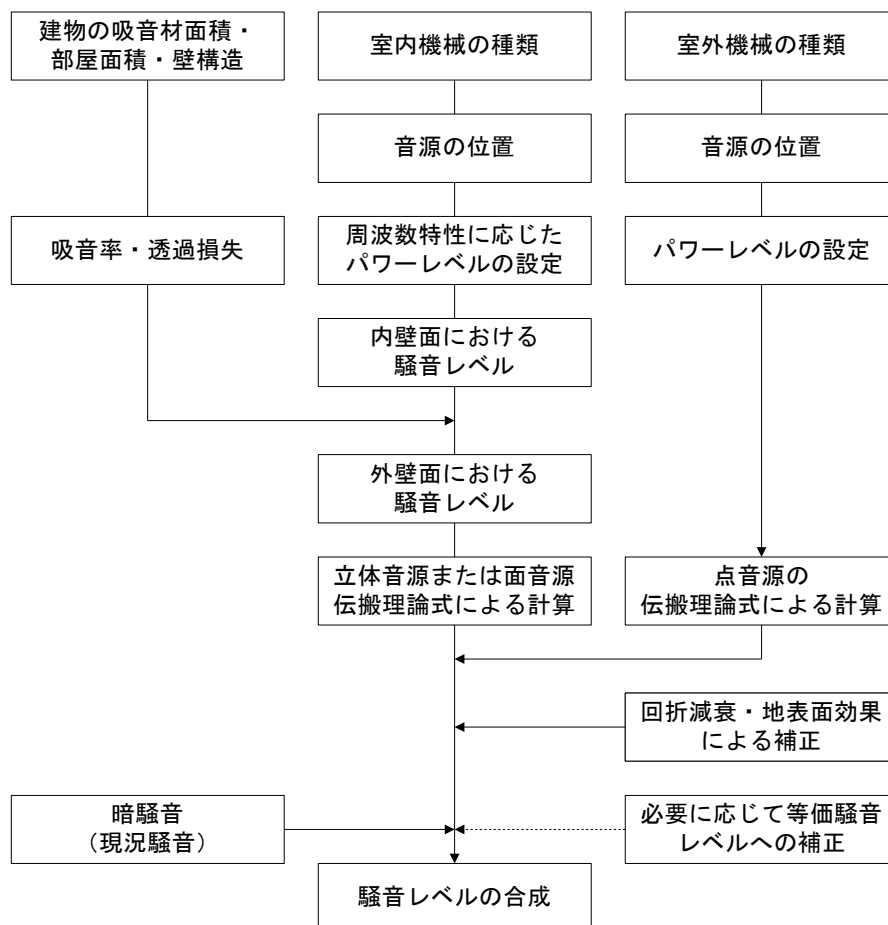 建物の吸音材面積・
部屋面積・壁構造
室内機械の種類
室外機械の種類
音源の位置
音源の位置
吸音率・透過損失
周波数特性に応じた
パワーレベルの設定
パワーレベルの設定
内壁面における
騒音レベル
外壁面における
騒音レベル
立体音源または面音源
伝搬理論式による計算
点音源の
伝搬理論式による計算
回折減衰・地表面効果
による補正
暗騒音
（現況騒音）
必要に応じて等価騒音
レベルへの補正
騒音レベルの合成